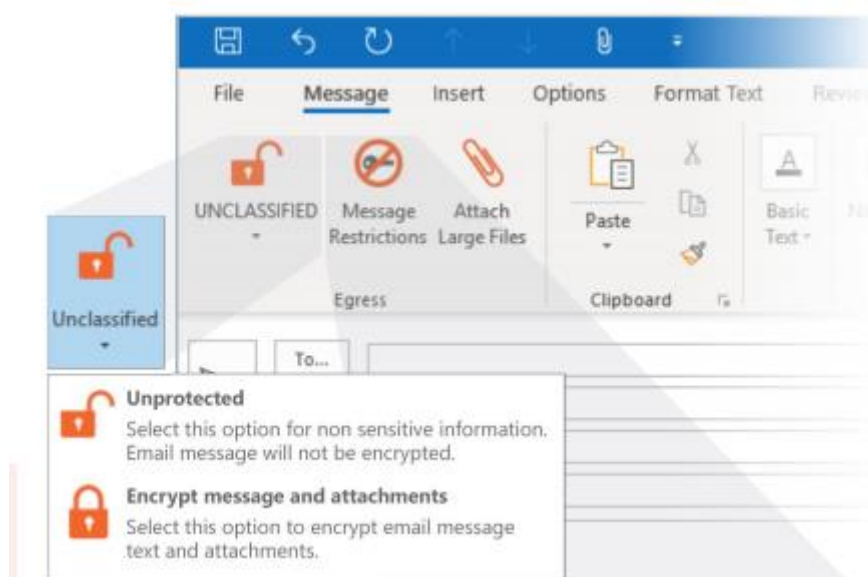 File Message Insert Options Format Text Review
UNCLASSIFIED Message Attach Paste Basic
Restrictions Large Files Text
Egress Clipboard
Unclassified
To...
Unprotected
Select this option for non sensitive information.
Email message will not be encrypted.
Encrypt message and attachments
Select this option to encrypt email message
text and attachments.